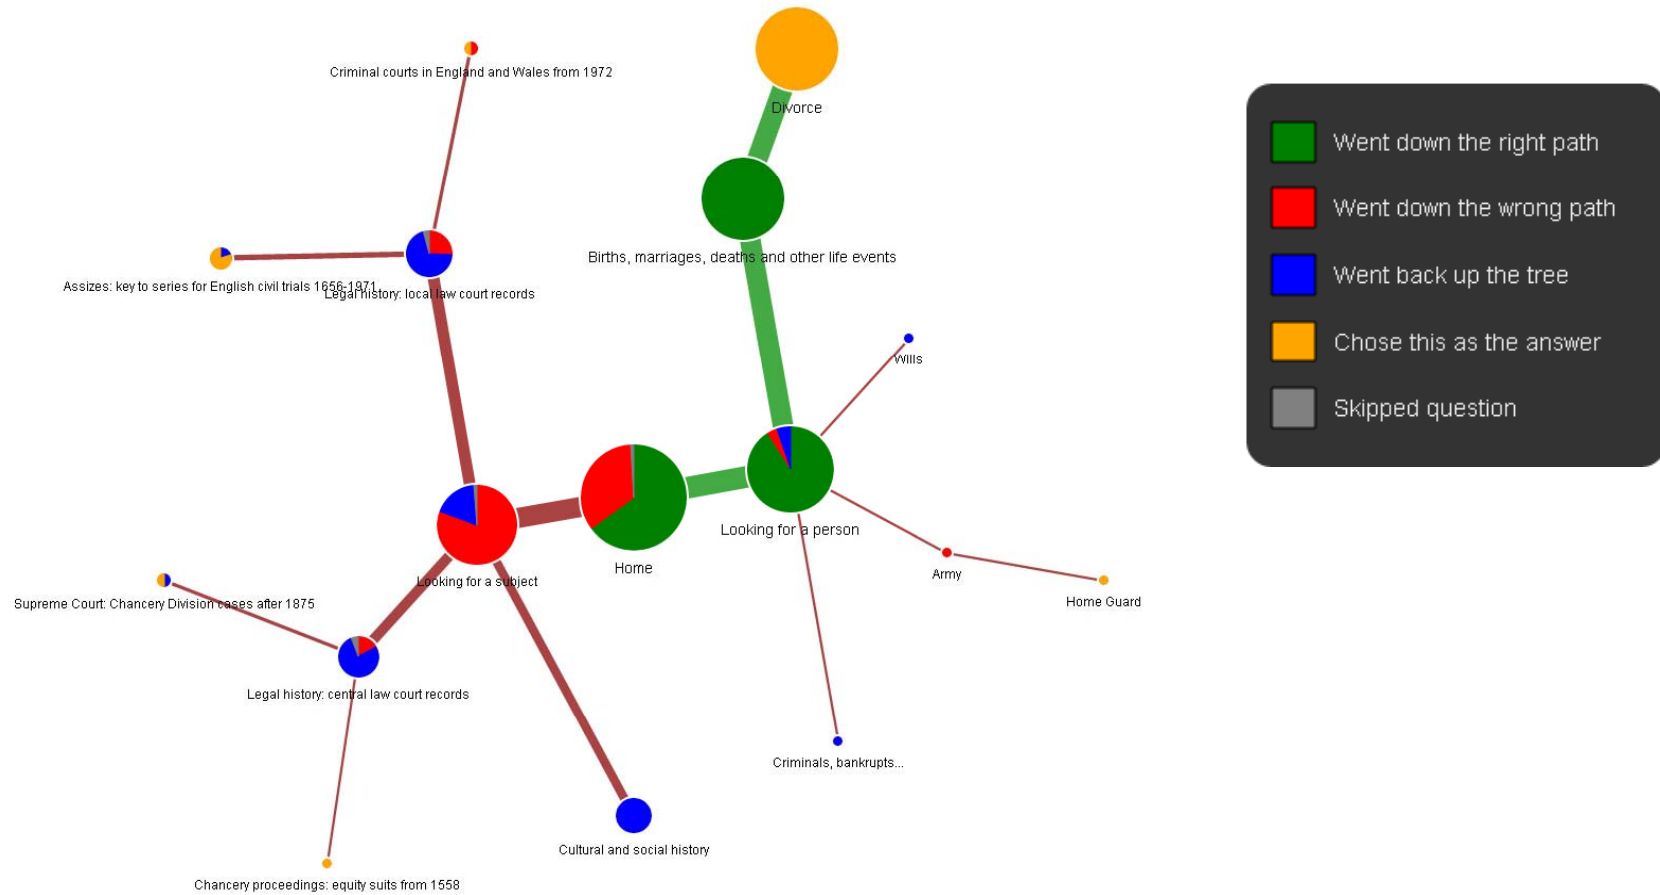 Criminal courts in England and Wales from 1972
Divorce
Went down the right path
Went down the wrong path
Went back up the tree
Chose this as the answer
Skipped question
Births, marriages, deaths and other life events
Assizes: key to series for English civil trials 1656-1971
Legal history: local law court records
Wills
Looking for a person
Home
Looking for a subject
Army
Home Guard
Supreme Court: Chancery Division cases after 1875
Legal history: central law court records
Criminals, bankrupts...
Cultural and social history
Chancery proceedings: equity suits from 1558